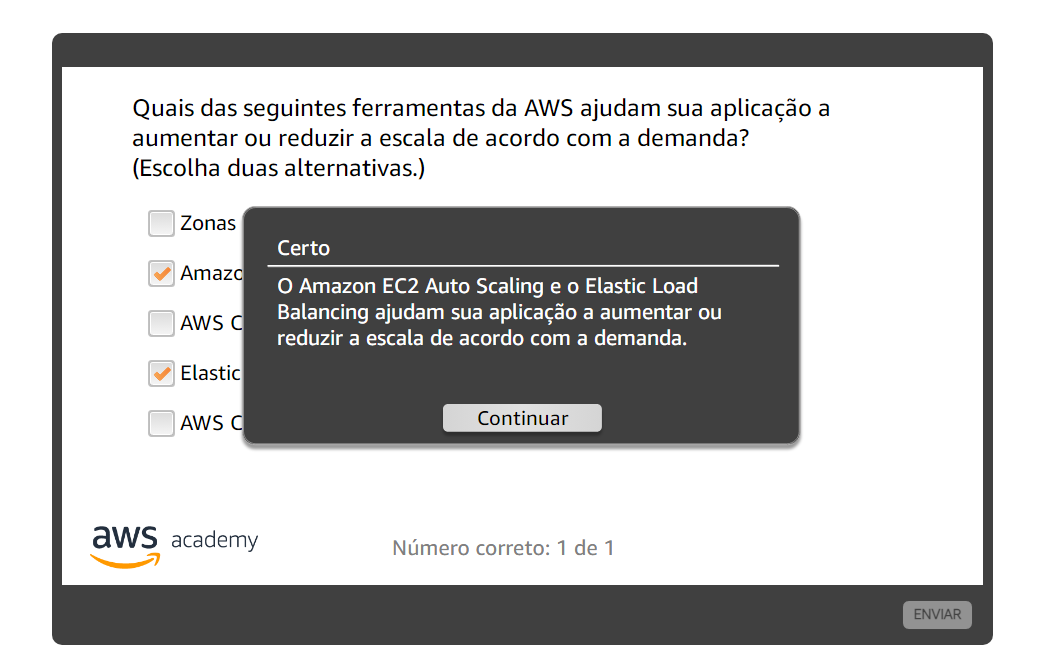 Quais das seguintes ferramentas da AWS ajudam sua aplicação a
aumentar ou reduzir a escala de acordo com a demanda?
(Escolha duas alternativas.)
Zonas
Amazo
AWS C
Elastic
AWS C
Certo
O Amazon EC2 Auto Scaling e o Elastic Load
Balancing ajudam sua aplicação a aumentar ou
reduzir a escala de acordo com a demanda.
Continuar
aws academy
Número correto: 1 de 1
ENVIAR